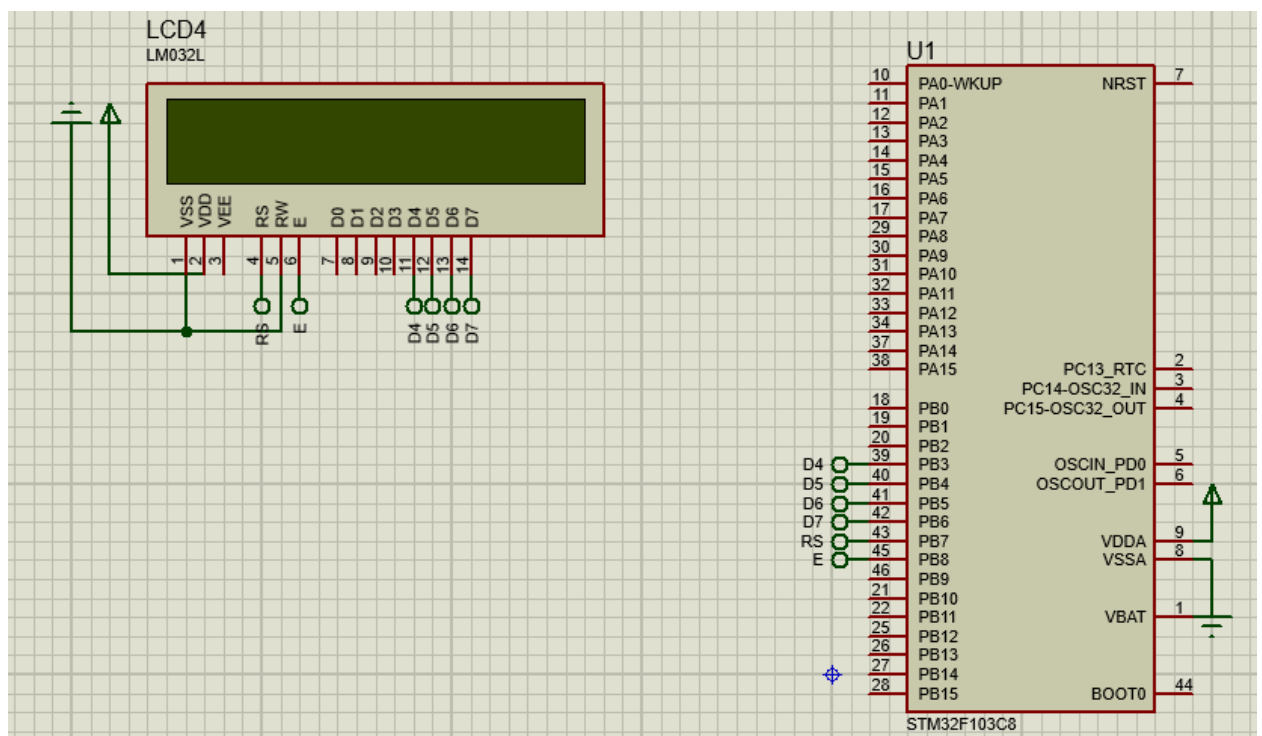 LCD4
LM032L
VSS
VDD
VEE
RS
RW
E
D0
D1
D2
D3
D4
D5
D6
D7
1
2
3
4
5
6
7
8
9
10
11
12
13
14
RS
E
D4
D5
D6
D7
U1
10 PA0-WKUP NRST 7
11 PA1
12 PA2
13 PA3
14 PA4
15 PA5
16 PA6
17 PA7
29 PA8
30 PA9
31 PA10
32 PA11
33 PA12
34 PA13
37 PA14
38 PA15 PC13_RTC 2
PC14-OSC32_IN 3
18 PB0 PC15-OSC32_OUT 4
19 PB1
20 PB2
D4 39 PB3 OSCIN_PD0 5
D5 40 PB4 OSCOUT_PD1 6
D6 41 PB5
D7 42 PB6
RS 43 PB7 VDDA 9
E 45 PB8 VSSA 8
46 PB9
21 PB10
22 PB11 VBAT 1
25 PB12
26 PB13
27 PB14
28 PB15 BOOT0 44
STM32F103C8